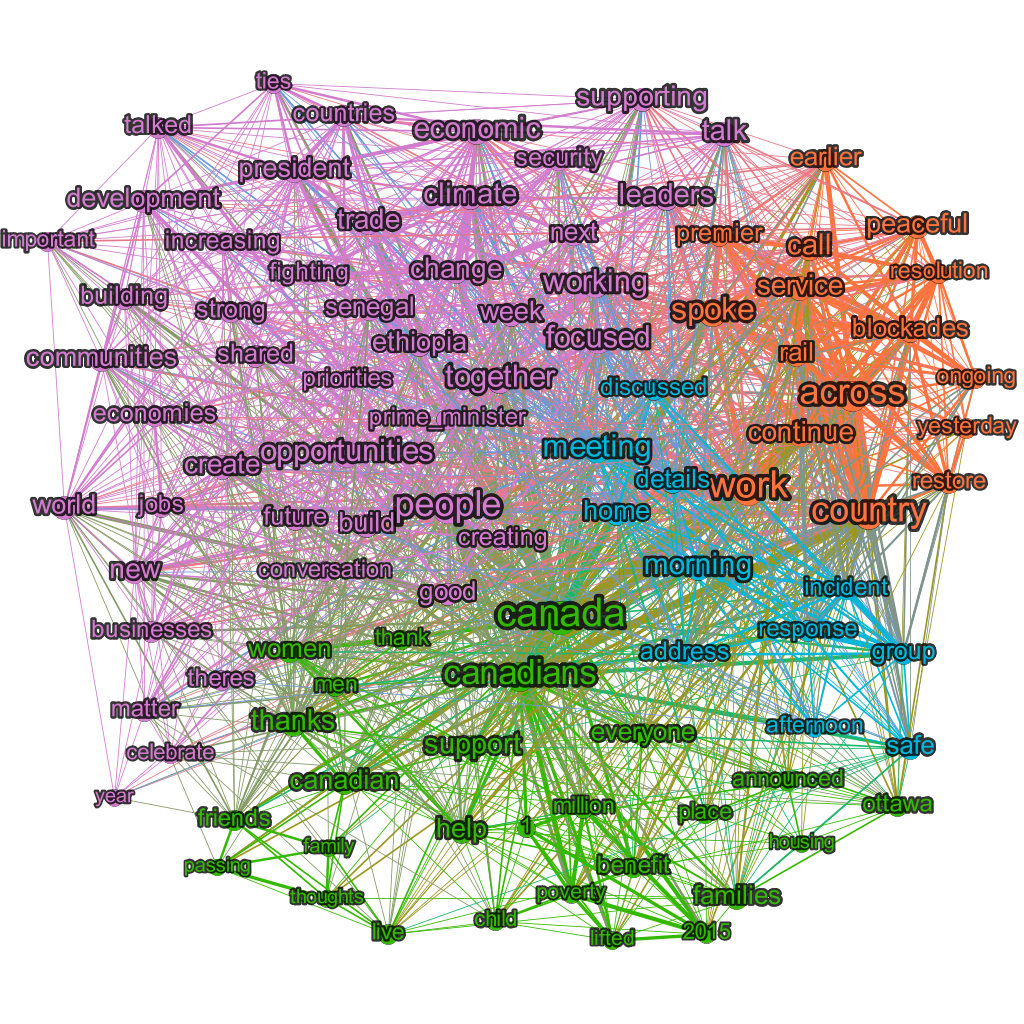 ties
supporting
countries
talked
economic
talk
security
earlier
president
climate
leaders
development
trade
peaceful
next
premier
important
increasing
call
fighting
change
resolution
working
service
building
senegal
week
strong
spoke
blockades
ethiopia
focused
communities
shared
rail
priorities
together
discussed
ongoing
across
economies
prime_minister
yesterday
continue
opportunities
meeting
create
details
work
restore
world
jobs
people
future
build
home
country
creating
conversation
new
morning
good
incident
canada
businesses
thank
response
women
address
group
canadians
theres
men
matter
thanks
everyone
afternoon
celebrate
support
safe
canadian
announced
year
million
place
ottawa
friends
help
1
family
housing
passing
benefit
thoughts
poverty
families
live
child
lifted
2015